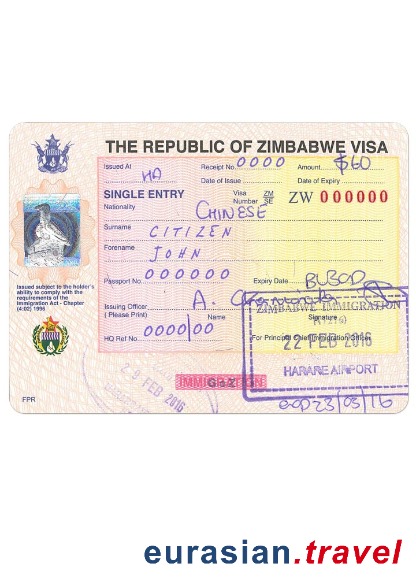 THE REPUBLIC OF ZIMBABWE VISA
Issued At HA Receipt No. 0000 Amount $60
Date of Issue Date of Expiry
SINGLE ENTRY Visa Number ZM SE ZW 000000
Nationality CHINESE
Surname CITIZEN
Forename JOHN
Passport No 000000 Expiry Date
Issued subject to the holder's
ability to comply with the
requirements of the
Immigration Act - Chapter
(4:02) 1996
Issuing Officer A.
( Please Print) Name Signature
ZIMBABWE IMMIGRATION
HQ Ref No 0000/00 For Principal Chief Immigration Officer
22 FEB 2016
HARARE AIRPORT
29 FEB 2016
IMMIGRATION
23/03/16
FPR
eurasian.travel